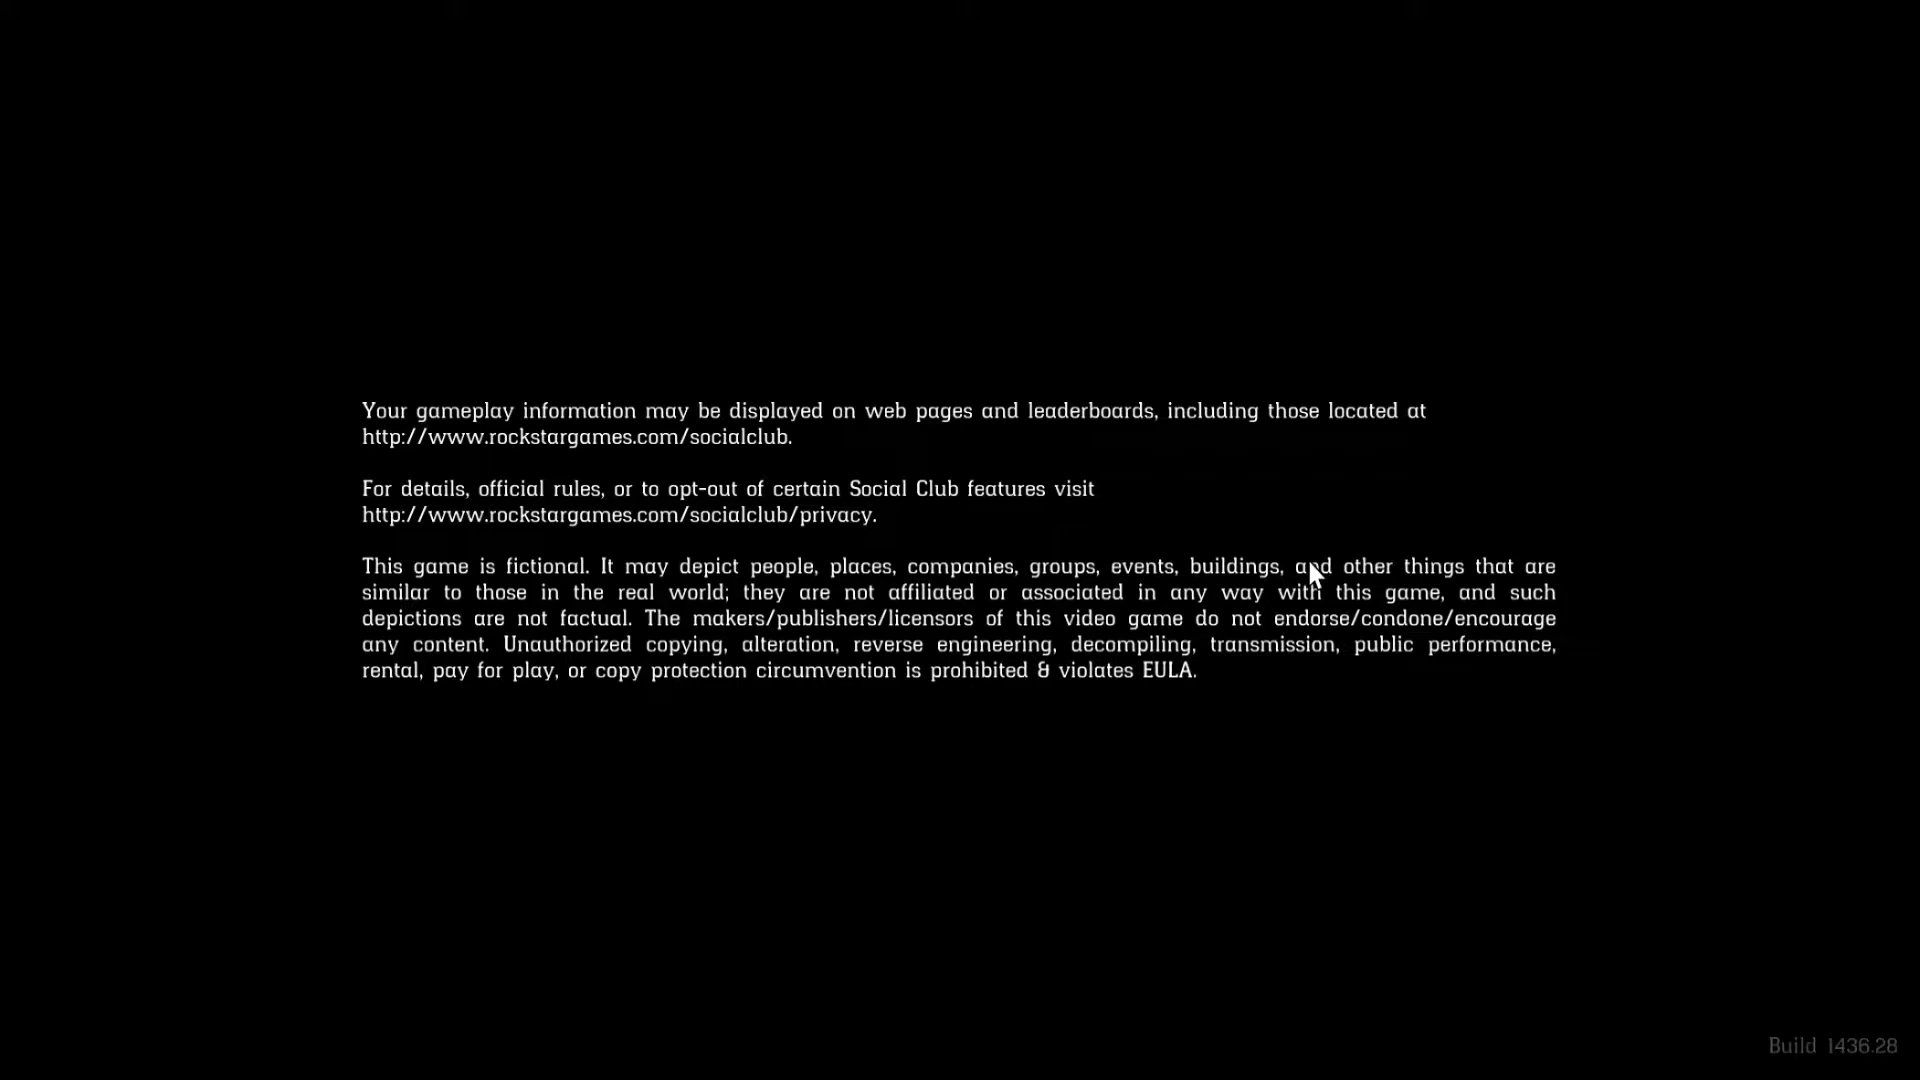 Your gameplay information may be displayed on web pages and leaderboards, including those located at
http://www.rockstargames.com/socialclub.
For details, official rules, or to opt-out of certain Social Club features visit
http://www.rockstargames.com/socialclub/privacy.
This game is fictional. It may depict people, places, companies, groups, events, buildings, and other things that are
similar to those in the real world; they are not affiliated or associated in any way with this game, and such
depictions are not factual. The makers/publishers/licensors of this video game do not endorse/condone/encourage
any content. Unauthorized copying, alteration, reverse engineering, decompiling, transmission, public performance,
rental, pay for play, or copy protection circumvention is prohibited & violates EULA.
Build 1436.28